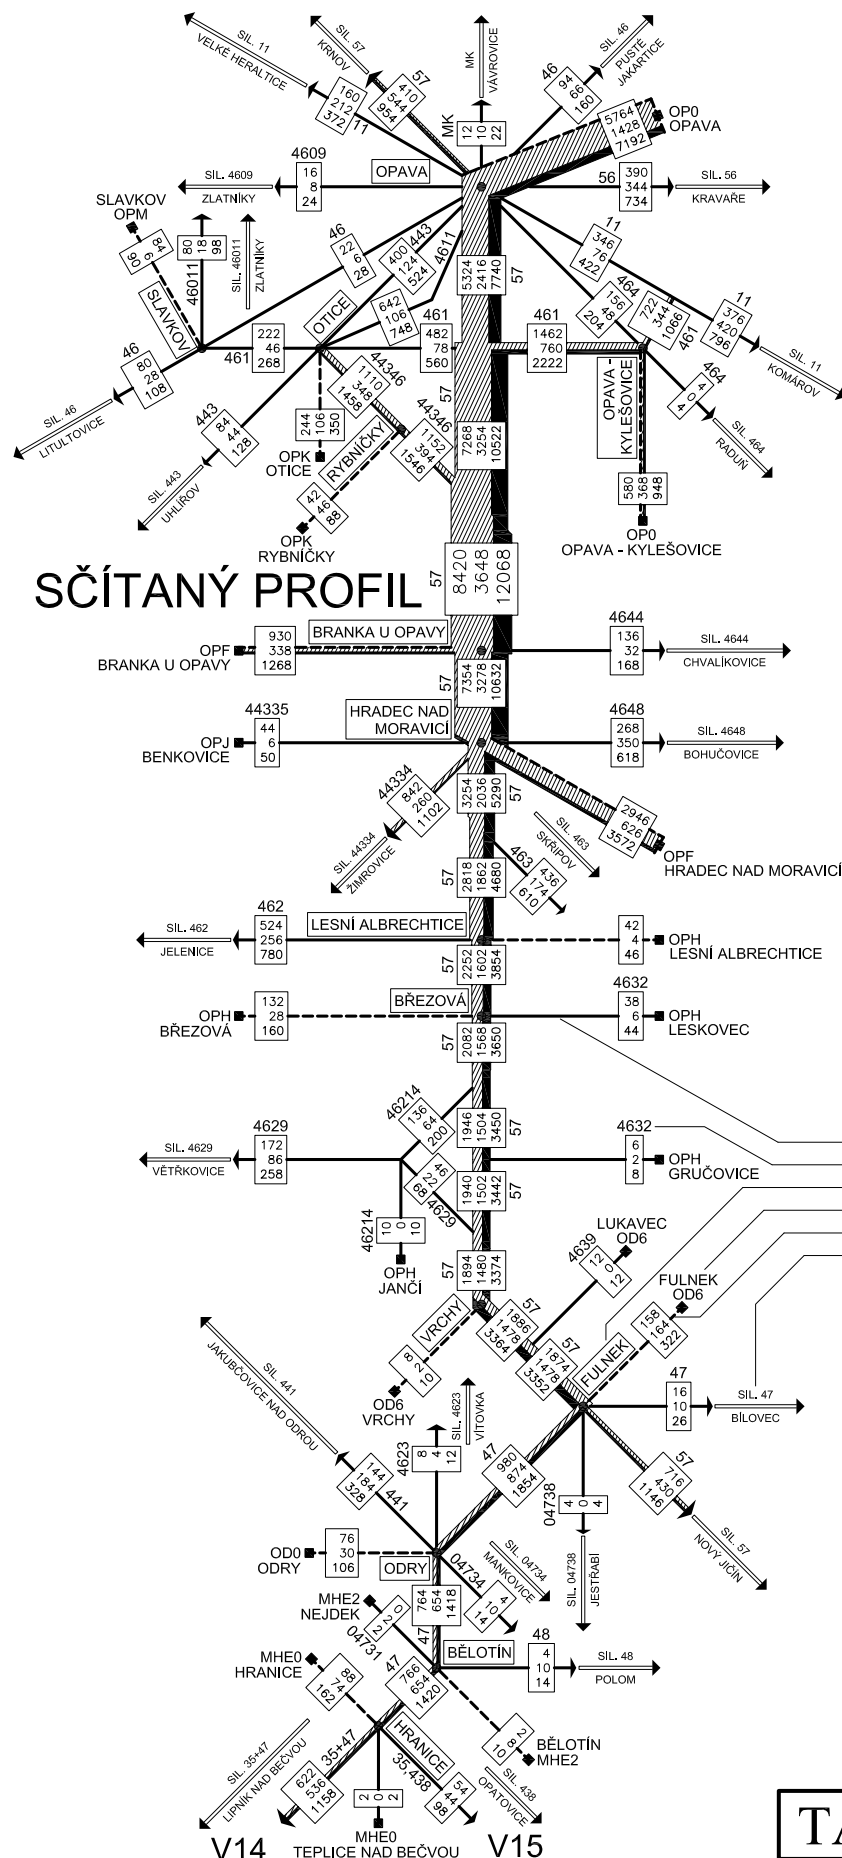 SIL. 11
VELKÉ HERALTICE
160
212
372
11
SIL. 57
KRNOV
410
544
954
57
MK
VÁVROVICE
MK
12
10
22
SIL. 46
PUSTÉ
JAKARTICE
46
94
66
160
5764
1428
7192
OP0
OPAVA
OPAVA
4609
SIL. 4609
ZLATNÍKY
16
8
24
56
390
344
734
SIL. 56
KRAVAŘE
SLAVKOV
OPM
84
6
90
80
18
98
46011
SIL. 46011
ZLATNÍKY
SLAVKOV
46
22
6
28
443
400
124
524
4611
642
106
748
OTICE
5324
2416
7740
57
11
346
76
422
464
156
48
204
722
344
1066
461
11
376
420
796
SIL. 11
KOMÁROV
461
222
46
268
461
482
78
560
461
1462
760
2222
46
80
28
108
SIL. 46
LITULTOVICE
443
84
44
128
SIL. 443
UHLÍŘOV
44346
1110
348
1458
244
106
350
OPK
OTICE
RYBNÍČKY
44346
1152
394
1546
42
46
88
OPK
RYBNÍČKY
57
7268
3254
10522
OPAVA -
KYLEŠOVICE
464
4
0
4
SIL. 464
RADUŇ
580
368
948
OP0
OPAVA - KYLEŠOVICE
SČÍTANÝ PROFIL
57
8420
3648
12068
BRANKA U OPAVY
OPF
BRANKA U OPAVY
930
338
1268
4644
136
32
168
SIL. 4644
CHVALÍKOVICE
57
7354
3278
10632
HRADEC NAD
MORAVICÍ
44335
OPJ
BENKOVICE
44
6
50
4648
268
350
618
SIL. 4648
BOHUČOVICE
44334
842
260
1102
SIL. 44334
ŽIMROVICE
3254
2036
5290
57
2946
626
3572
OPF
HRADEC NAD MORAVICÍ
SIL. 463
SKŘIPOV
463
436
174
610
57
2818
1862
4680
462
SIL. 462
JELENICE
524
256
780
LESNÍ ALBRECHTICE
42
4
46
OPH
LESNÍ ALBRECHTICE
57
2252
1602
3854
BŘEZOVÁ
OPH
BŘEZOVÁ
132
28
160
4632
38
6
44
OPH
LESKOVEC
57
2082
1568
3650
46214
136
64
200
1946
1504
3450
57
4629
SIL. 4629
VĚTŘKOVICE
172
86
258
4632
6
2
8
OPH
GRUČOVICE
46
22
68
4629
1940
1502
3442
57
46214
10
0
10
OPH
JANČÍ
57
1894
1480
3374
LUKAVEC
OD6
4639
12
0
12
VRCHY
8
2
10
OD6
VRCHY
57
1886
1478
3364
57
1874
1478
3352
FULNEK
FULNEK
OD6
158
164
322
47
16
10
26
SIL. 47
BÍLOVEC
57
716
430
1146
SIL. 57
NOVÝ JIČÍN
04738
4
0
4
SIL. 04738
JESTŘABÍ
47
980
874
1854
SIL. 441
JAKUBČOVICE NAD ODROU
144
184
328
441
4623
8
4
12
SIL. 4623
VÍTOVKA
OD0
ODRY
76
30
106
ODRY
04734
4
10
14
SIL. 04734
MANKOVICE
764
654
1418
47
MHE2
NEJDEK
0
2
2
04731
BĚLOTÍN
48
4
10
14
SIL. 48
POLOM
MHE0
HRANICE
88
74
162
47
766
654
1420
2
8
10
BĚLOTÍN
MHE2
HRANICE
SIL. 35+47
LIPNÍK NAD BEČVOU
35+47
622
536
1158
2
0
2
MHE0
TEPLICE NAD BEČVOU
35,438
54
44
98
SIL. 438
OPATOVICE
V14
V15
TA